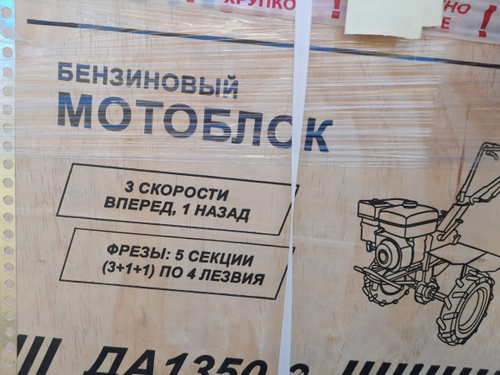 ХРУПКО
БЕНЗИНОВЫЙ
МОТОБЛОК
3 СКОРОСТИ
ВПЕРЕД, 1 НАЗАД
ФРЕЗЫ: 5 СЕКЦИИ
(3+1+1) ПО 4 ЛЕЗВИЯ